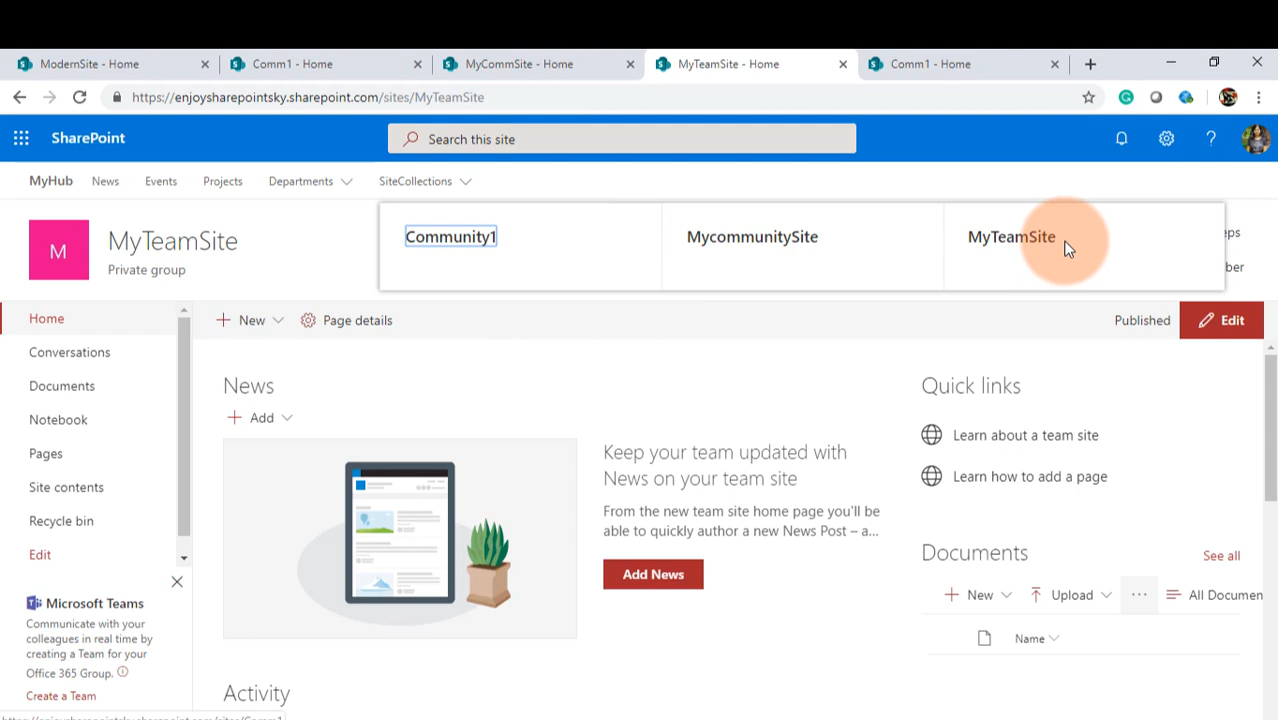 ModernSite - Home
Comm1 - Home
MyCommSite - Home
MyTeamSite - Home
Comm1 - Home
https://enjoysharepointsky.sharepoint.com/sites/MyTeamSite
SharePoint
Search this site
MyHub
News
Events
Projects
Departments
SiteCollections
M
MyTeamSite
Private group
Community1
MycommunitySite
MyTeamSite
Home
Conversations
Documents
Notebook
Pages
Site contents
Recycle bin
Edit
Microsoft Teams
Communicate with your
colleagues in real time by
creating a Team for your
Office 365 Group.
Create a Team
New
Page details
Published
Edit
News
Add
Keep your team updated with
News on your team site
From the new team site home page you'll be
able to quickly author a new News Post – a...
Add News
Activity
Quick links
Learn about a team site
Learn how to add a page
Documents
See all
New
Upload
All Documen
Name